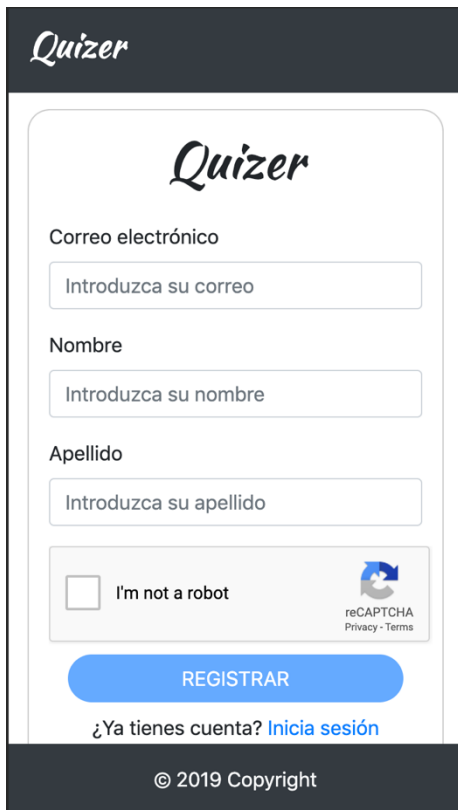 Quizer
Quizer
Correo electrónico
Introduzca su correo
Nombre
Introduzca su nombre
Apellido
Introduzca su apellido
I'm not a robot
reCAPTCHA
Privacy - Terms
REGISTRAR
¿Ya tienes cuenta? Inicia sesión
© 2019 Copyright